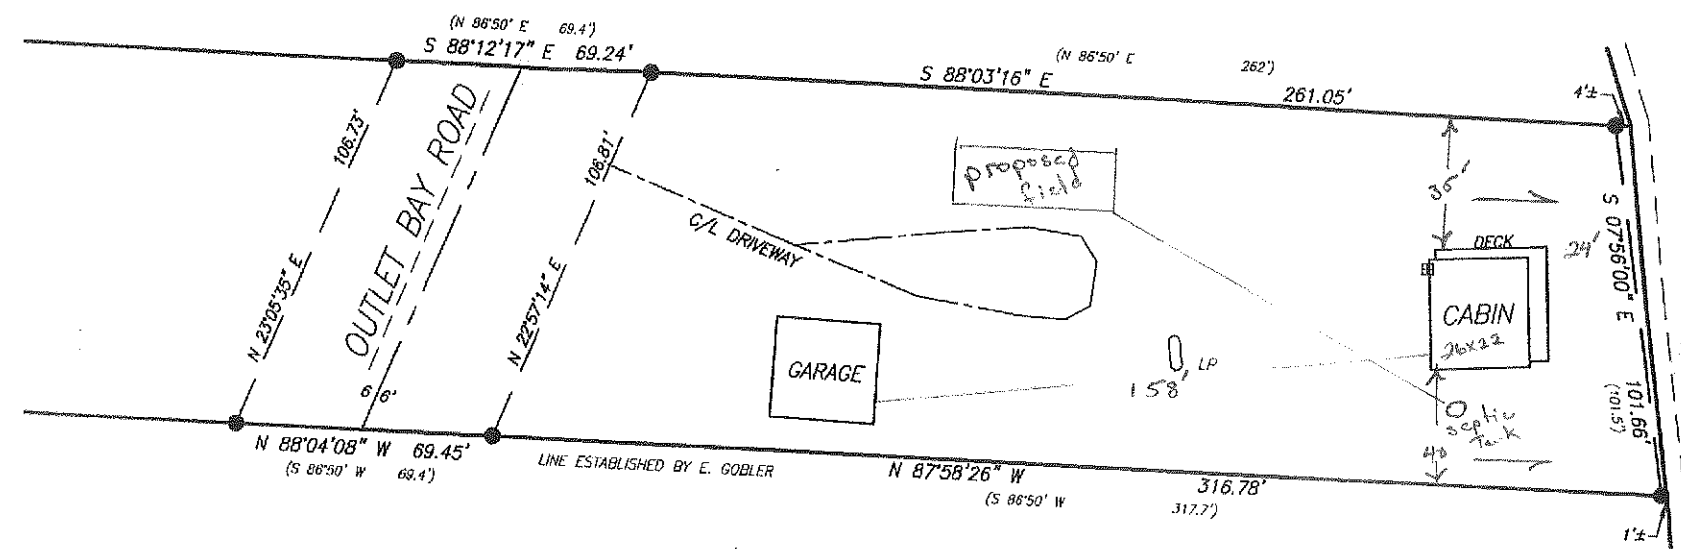 (N 86°50' E 69.4')
S 88°12'17" E 69.24'
(N 86°50' E 262')
S 88°03'16" E
261.05'
4'±
106.73'
N 23°05'35" E
OUTLET BAY ROAD
6' 6'
106.81'
N 22°57'14" E
C/L DRIVEWAY
proposed
field
35'
DECK
24'
S 07°56'00" E
101.66'
(101.5')
CABIN
26x22
GARAGE
LP
158'
septic
Tank
40
N 88°04'08" W 69.45'
(S 86°50' W 69.4')
LINE ESTABLISHED BY E. GOBLER
N 87°58'26" W
316.78'
(S 86°50' W
317.7')
1'±